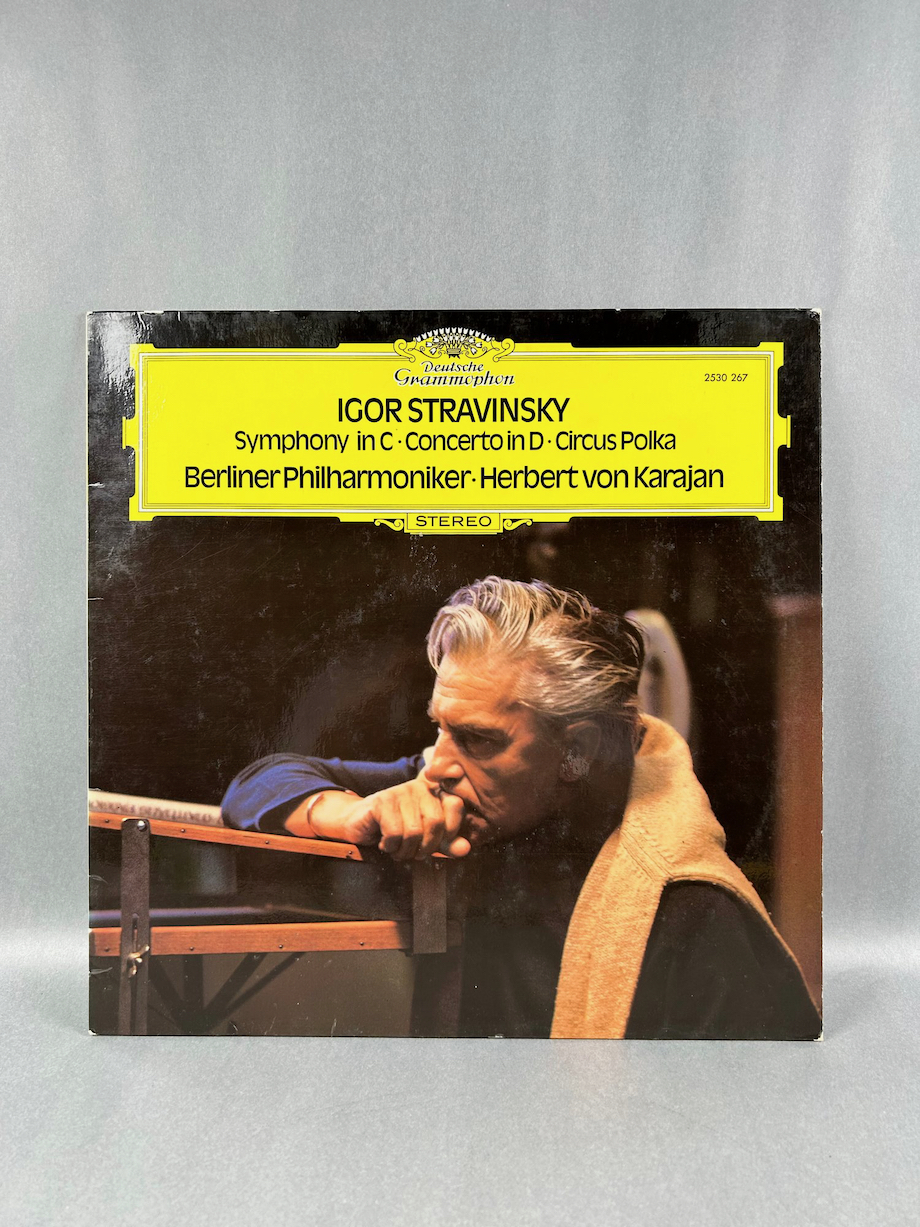 Deutsche
Grammophon
2530 267
IGOR STRAVINSKY
Symphony in C · Concerto in D · Circus Polka
Berliner Philharmoniker · Herbert von Karajan
STEREO